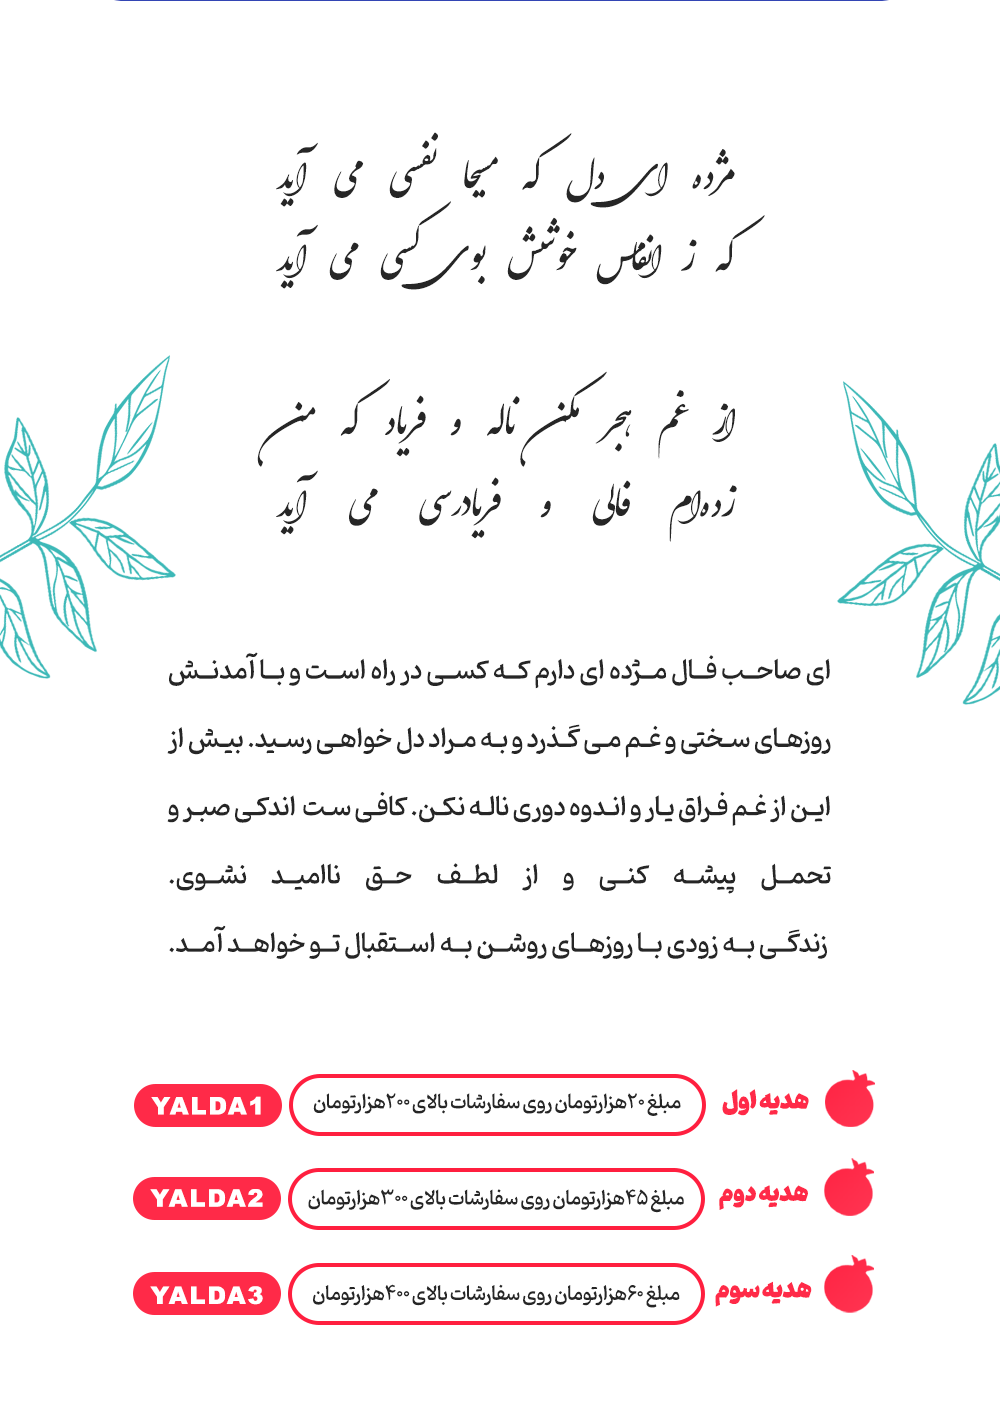 مژده ای دل که مسیحا نفسی می آید
که ز انفاس خوشش بوی کسی می آید
از غم هجر مکن ناله و فریاد که من
زده‌ام فالی و فریادرسی می آید
ای صاحب فال مژده ای دارم که کسی در راه است و با آمدنش
روزهای سختی و غم می گذرد و به مراد دل خواهی رسید. بیش از
این از غم فراق یار و اندوه دوری ناله نکن. کافی ست اندکی صبر و
تحمل پیشه کنی و از لطف حق ناامید نشوی.
زندگی به زودی با روزهای روشن به استقبال تو خواهد آمد.
هدیه اول مبلغ ۲۰هزارتومان روی سفارشات بالای ۲۰۰هزارتومان YALDA1
هدیه دوم مبلغ ۴۵هزارتومان روی سفارشات بالای ۳۰۰هزارتومان YALDA2
هدیه سوم مبلغ ۶۰هزارتومان روی سفارشات بالای ۴۰۰هزارتومان YALDA3